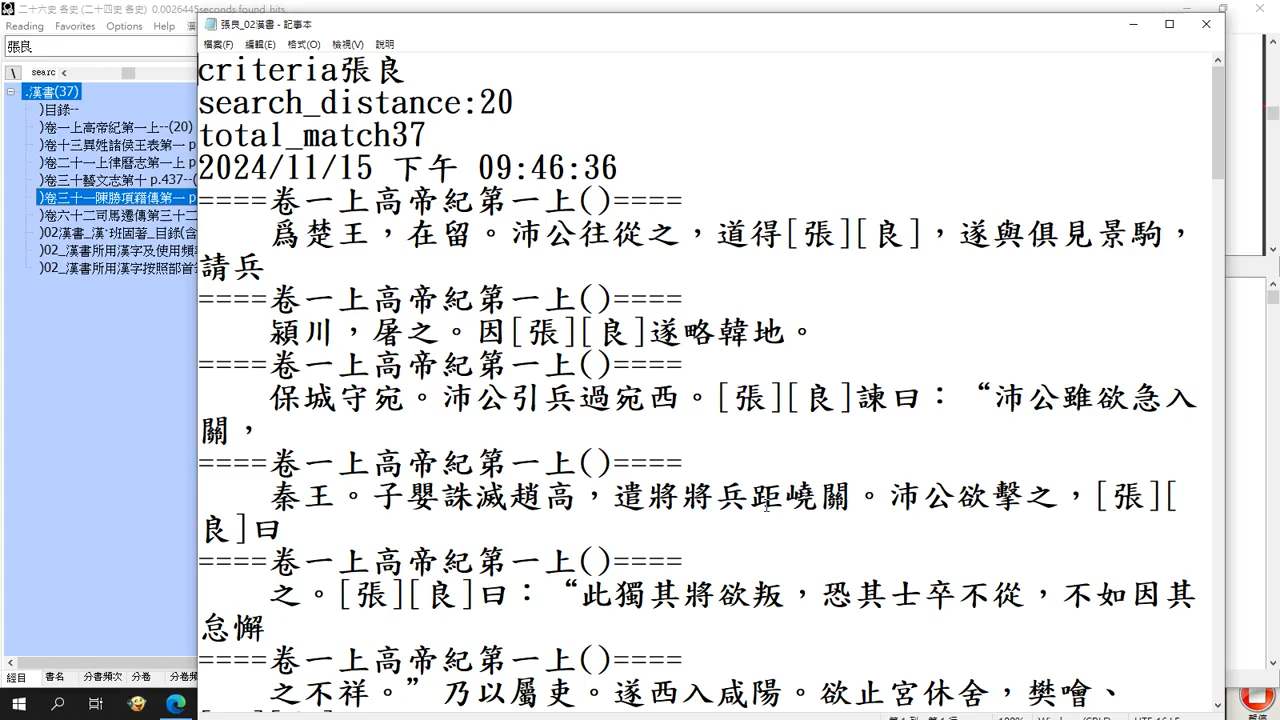 二十六史 各史 (二十四史 各史) 0.0026445seconds found hits
Reading Favorites Options Help 漢
張良
\ searc <
.漢書(37)
)目錄--
)卷一上高帝紀第一上--(20)
)卷十三異姓諸侯王表第一 p
)卷二十一上律曆志第一上 p
)卷三十藝文志第十 p.437--(
)卷三十一陳勝項籍傳第一 p
)卷六十二司馬遷傳第三十二
)02漢書_漢·班固籑_目錄(含
)02_漢書所用漢字及使用頻率
)02_漢書所用漢字按照部首
經目 書名 分書頻次 分卷 分卷頻
張良_02漢書 - 記事本
檔案(F) 編輯(E) 格式(O) 檢視(V) 說明
criteria張良
search_distance:20
total_match37
2024/11/15 下午 09:46:36
====卷一上高帝紀第一上()====
爲楚王，在留。沛公往從之，道得[張][良]，遂與俱見景駒，
請兵
====卷一上高帝紀第一上()====
潁川，屠之。因[張][良]遂略韓地。
====卷一上高帝紀第一上()====
保城守宛。沛公引兵過宛西。[張][良]諫曰：“沛公雖欲急入
關，
====卷一上高帝紀第一上()====
秦王。子嬰誅滅趙高，遣將將兵距嶢關。沛公欲擊之，[張][
良]曰
====卷一上高帝紀第一上()====
之。[張][良]曰：“此獨其將欲叛，恐其士卒不從，不如因其
怠懈
====卷一上高帝紀第一上()====
之不祥。” 乃以屬吏。遂西入咸陽。欲止宮休舍，樊噲、